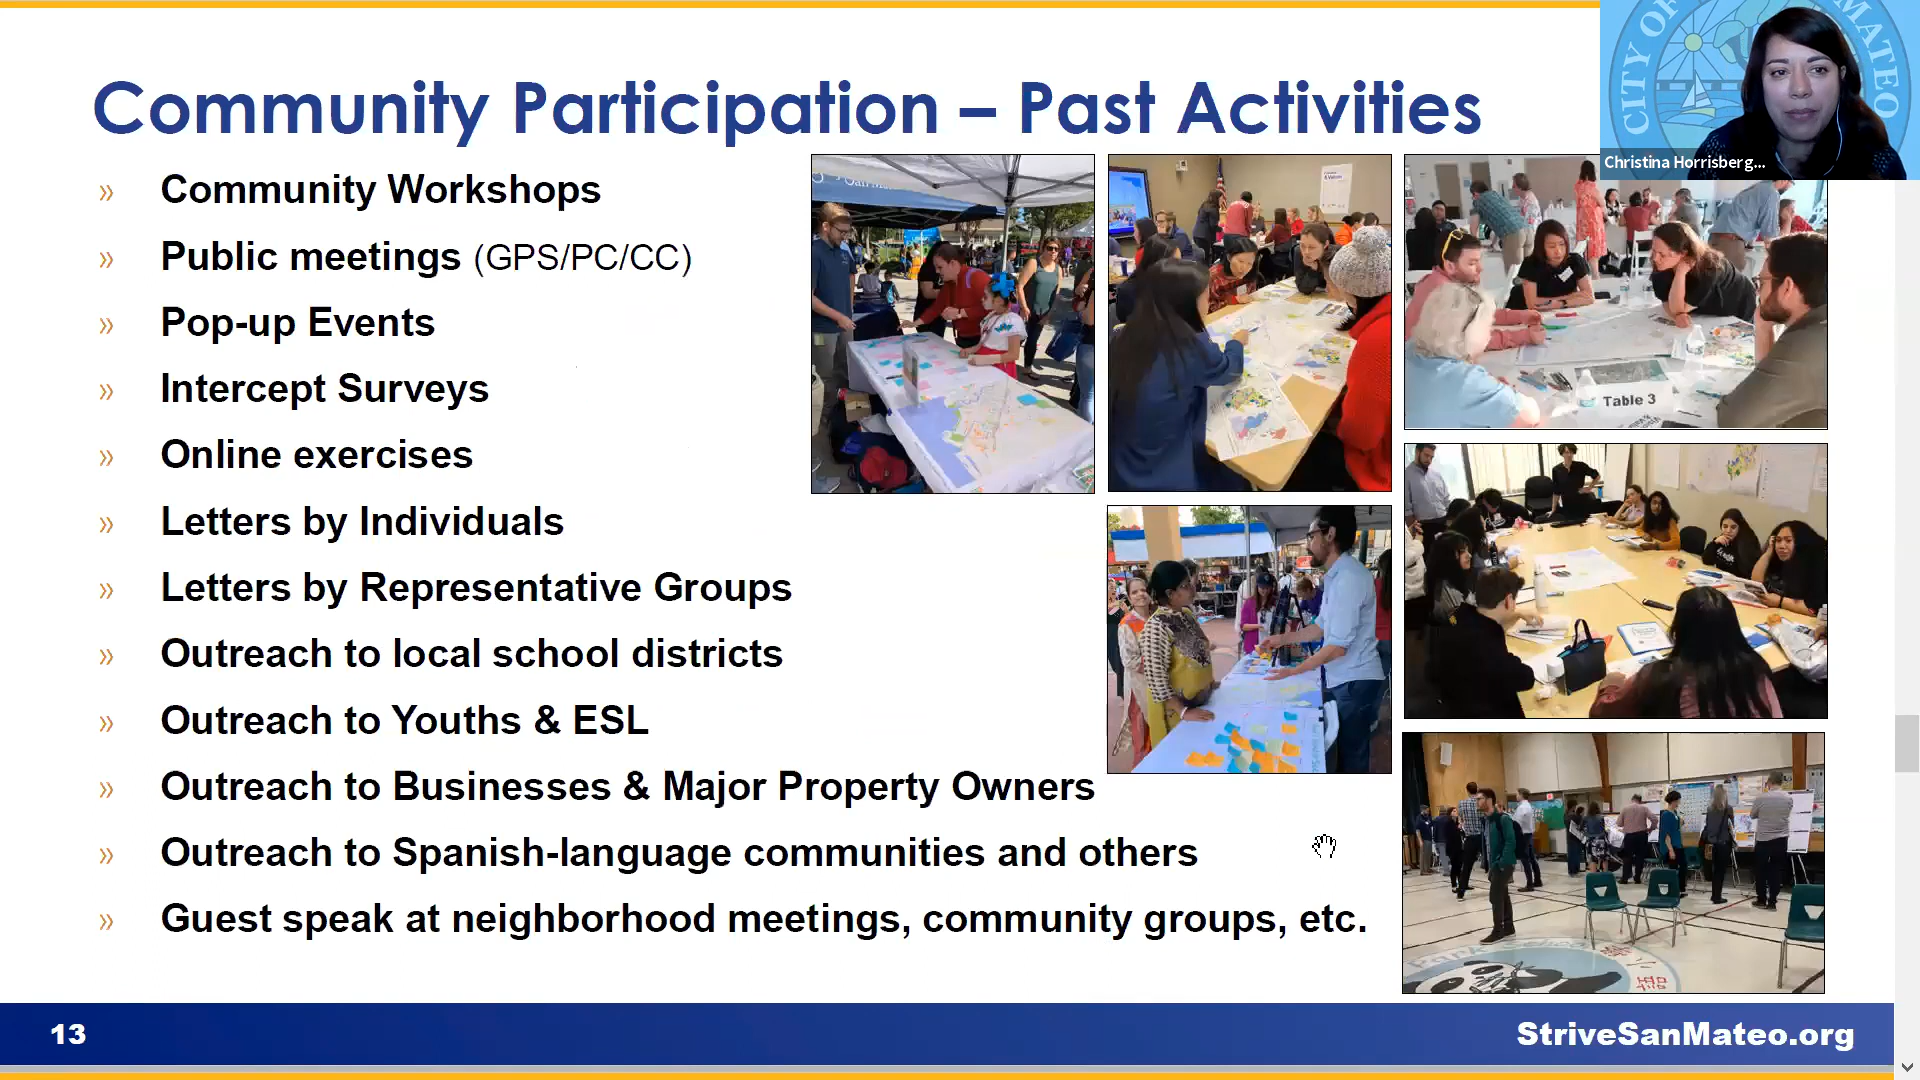 Community Participation – Past Activities
» Community Workshops
» Public meetings (GPS/PC/CC)
» Pop-up Events
» Intercept Surveys
» Online exercises
» Letters by Individuals
» Letters by Representative Groups
» Outreach to local school districts
» Outreach to Youths & ESL
» Outreach to Businesses & Major Property Owners
» Outreach to Spanish-language communities and others
» Guest speak at neighborhood meetings, community groups, etc.
CITY OF MATEO
Christina Horrisberg...
Table 3
13
StriveSanMateo.org